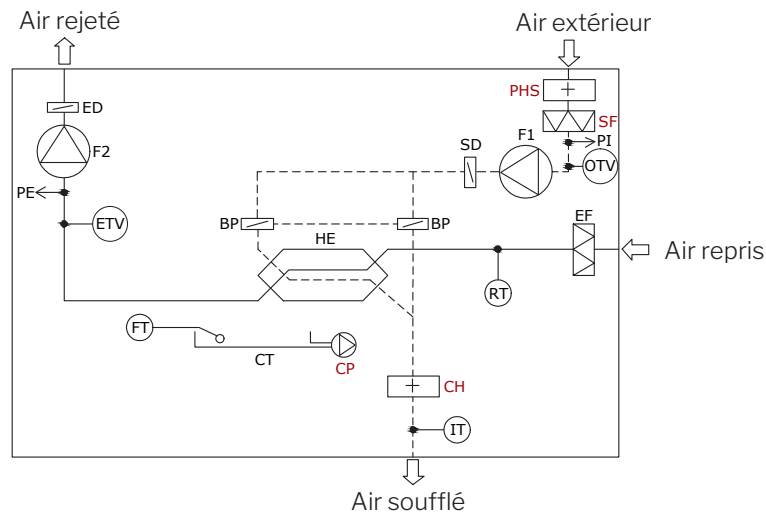 Air rejeté
Air extérieur
PHS
ED
SF
F1
PI
SD
F2
OTV
PE
EF
ETV
BP
BP
HE
Air repris
RT
FT
CT
CP
CH
IT
Air soufflé